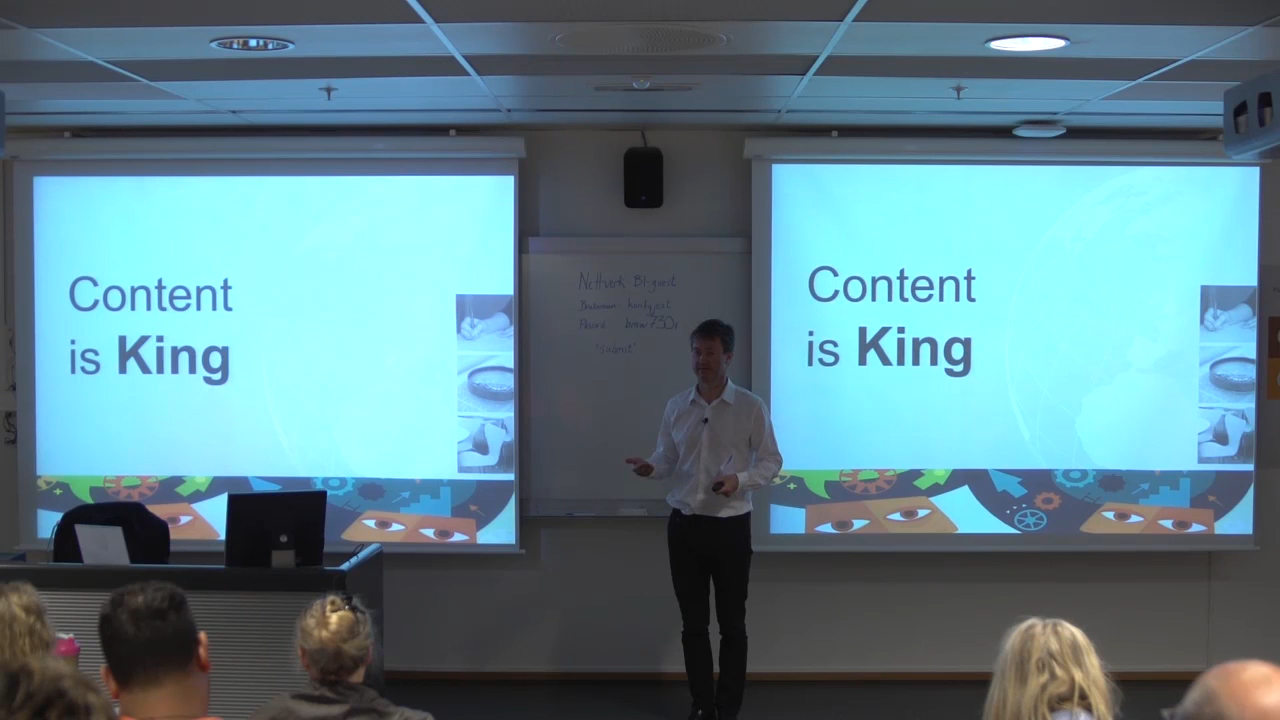 Content
is King
Nettverk BI-guest
"submit"
Content
is King